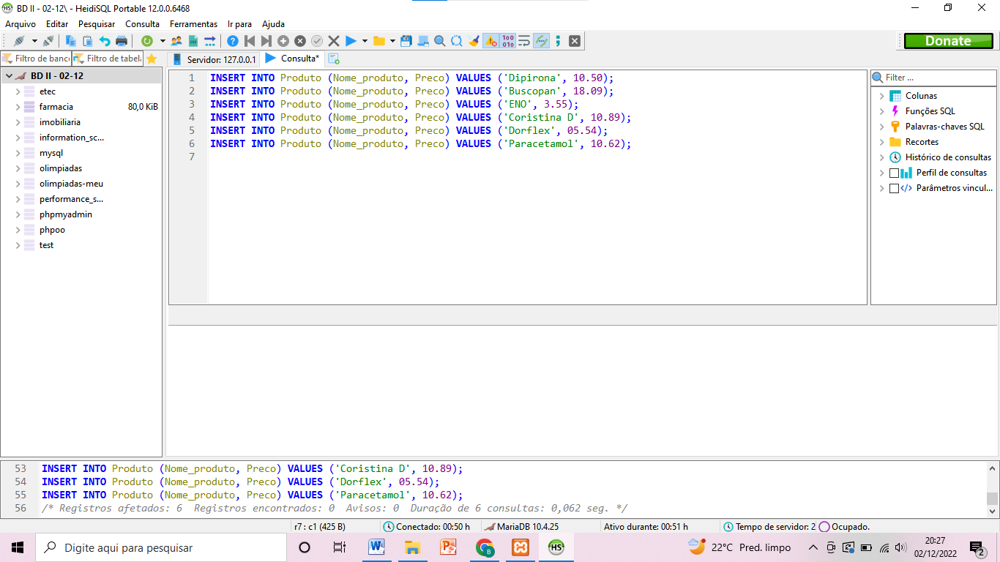 BD II - 02-12\ - HeidiSQL Portable 12.0.0.6468
Arquivo Editar Pesquisar Consulta Ferramentas Ir para Ajuda
Donate
Filtro de banc Filtro de tabela
Servidor: 127.0.0.1 Consulta*
BD II - 02-12
etec
farmacia 80,0 KiB
imobiliaria
information_sc...
mysql
olimpiadas
olimpiadas-meu
performance_s...
phpmyadmin
phpoo
test
1 INSERT INTO Produto (Nome_produto, Preco) VALUES ('Dipirona', 10.50);
2 INSERT INTO Produto (Nome_produto, Preco) VALUES ('Buscopan', 18.09);
3 INSERT INTO Produto (Nome_produto, Preco) VALUES ('ENO', 3.55);
4 INSERT INTO Produto (Nome_produto, Preco) VALUES ('Coristina D', 10.89);
5 INSERT INTO Produto (Nome_produto, Preco) VALUES ('Dorflex', 05.54);
6 INSERT INTO Produto (Nome_produto, Preco) VALUES ('Paracetamol', 10.62);
7
Filter ...
Colunas
Funções SQL
Palavras-chaves SQL
Recortes
Histórico de consultas
Perfil de consultas
Parâmetros vincul...
53 INSERT INTO Produto (Nome_produto, Preco) VALUES ('Coristina D', 10.89);
54 INSERT INTO Produto (Nome_produto, Preco) VALUES ('Dorflex', 05.54);
55 INSERT INTO Produto (Nome_produto, Preco) VALUES ('Paracetamol', 10.62);
56 /* Registros afetados: 6 Registros encontrados: 0 Avisos: 0 Duração de 6 consultas: 0,062 seg. */
r7 : c1 (425 B) Conectado: 00:50 h MariaDB 10.4.25 Ativo durante: 00:51 h Tempo de servidor: 2 Ocupado.
Digite aqui para pesquisar
22°C Pred. limpo
20:27
02/12/2022
2